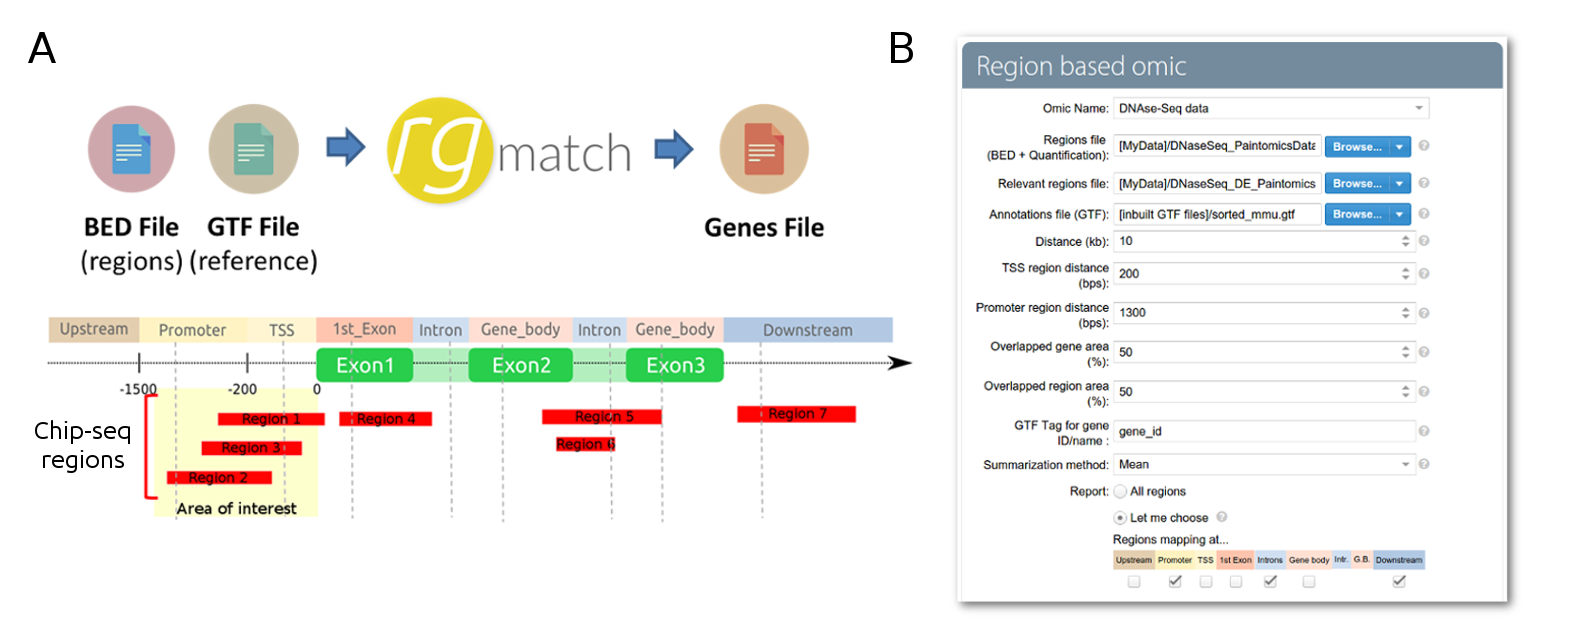 A
rg match
BED File
(regions)
GTF File
(reference)
Genes File
Upstream
Promoter
TSS
1st_Exon
Intron
Gene_body
Intron
Gene_body
Downstream
Exon1
Exon2
Exon3
-1500
-200
0
Chip-seq
regions
Region 1
Region 4
Region 5
Region 7
Region 3
Region 6
Region 2
Area of interest
B
Region based omic
Omic Name: DNAse-Seq data
Regions file
(BED + Quantification): [MyData]/DNaseSeq_PaintomicsData Browse...
Relevant regions file: [MyData]/DNaseSeq_DE_Paintomics Browse...
Annotations file (GTF): [inbuilt GTF files]/sorted_mmu.gtf Browse...
Distance (kb): 10
TSS region distance
(bps): 200
Promoter region distance
(bps): 1300
Overlapped gene area
(%): 50
Overlapped region area
(%): 50
GTF Tag for gene
ID/name : gene_id
Summarization method: Mean
Report: All regions
Let me choose
Regions mapping at...
Upstream Promoter TSS 1st Exon Introns Gene body Intr. G.B. Downstream